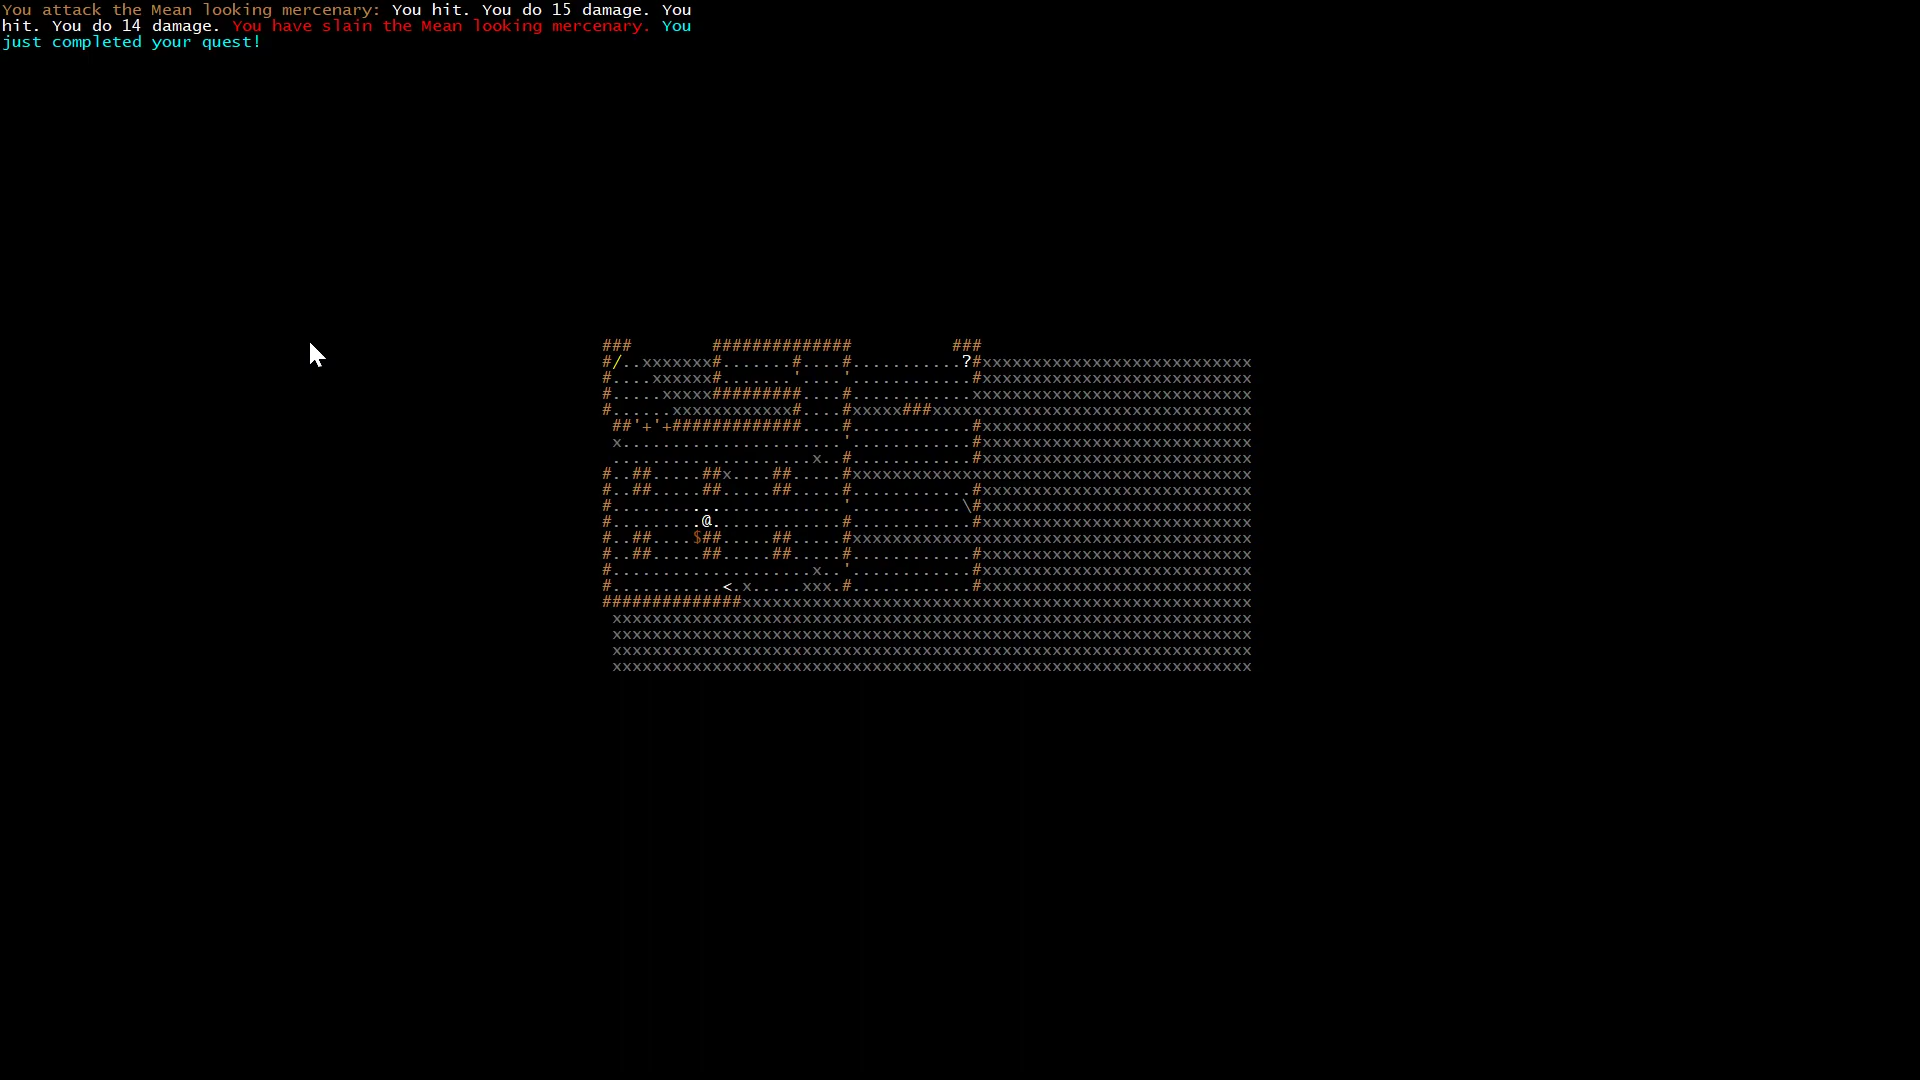 You attack the Mean looking mercenary: You hit. You do 15 damage. You
hit. You do 14 damage. You have slain the Mean looking mercenary. You
just completed your quest!